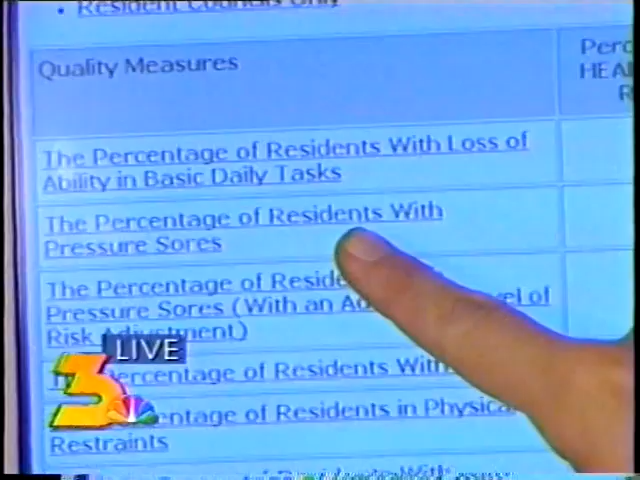 Resident Councils Only
Quality Measures
The Percentage of Residents With Loss of
Ability in Basic Daily Tasks
The Percentage of Residents With
Pressure Sores
The Percentage of
Pressure Sores (With an
Risk Adjustment)
LIVE
Percentage of Residents With
3
of Residents in Physical
Restraints